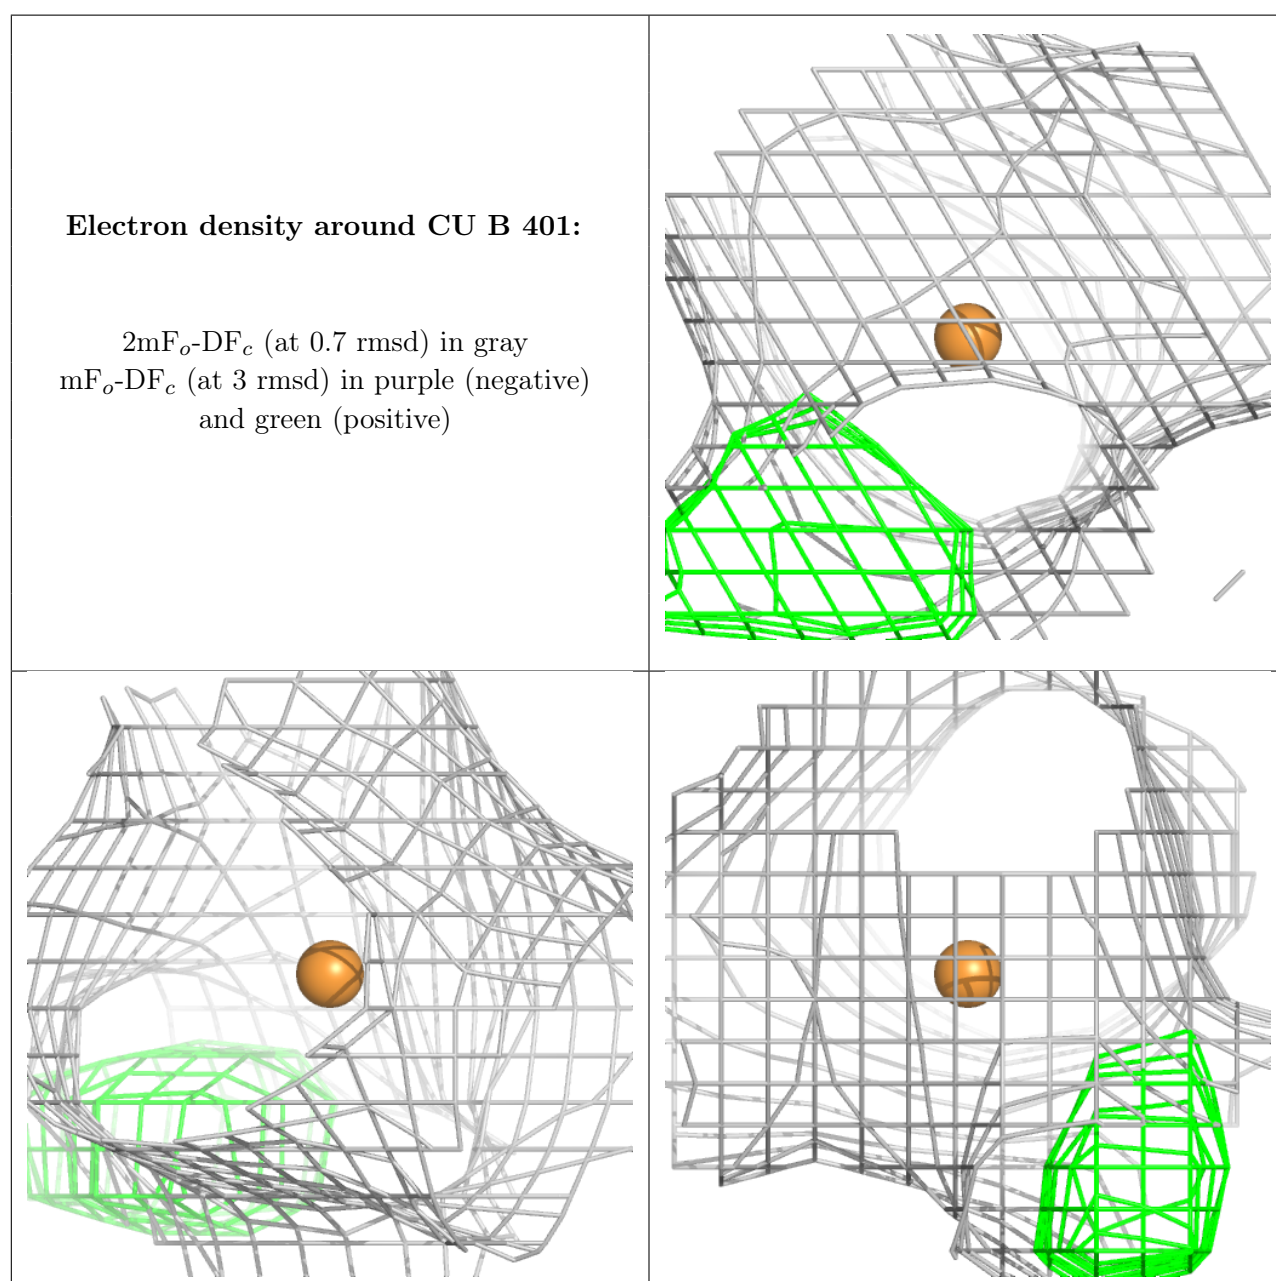 Electron density around CU B 401:
2mFo-DFc (at 0.7 rmsd) in gray
mFo-DFc (at 3 rmsd) in purple (negative)
and green (positive)